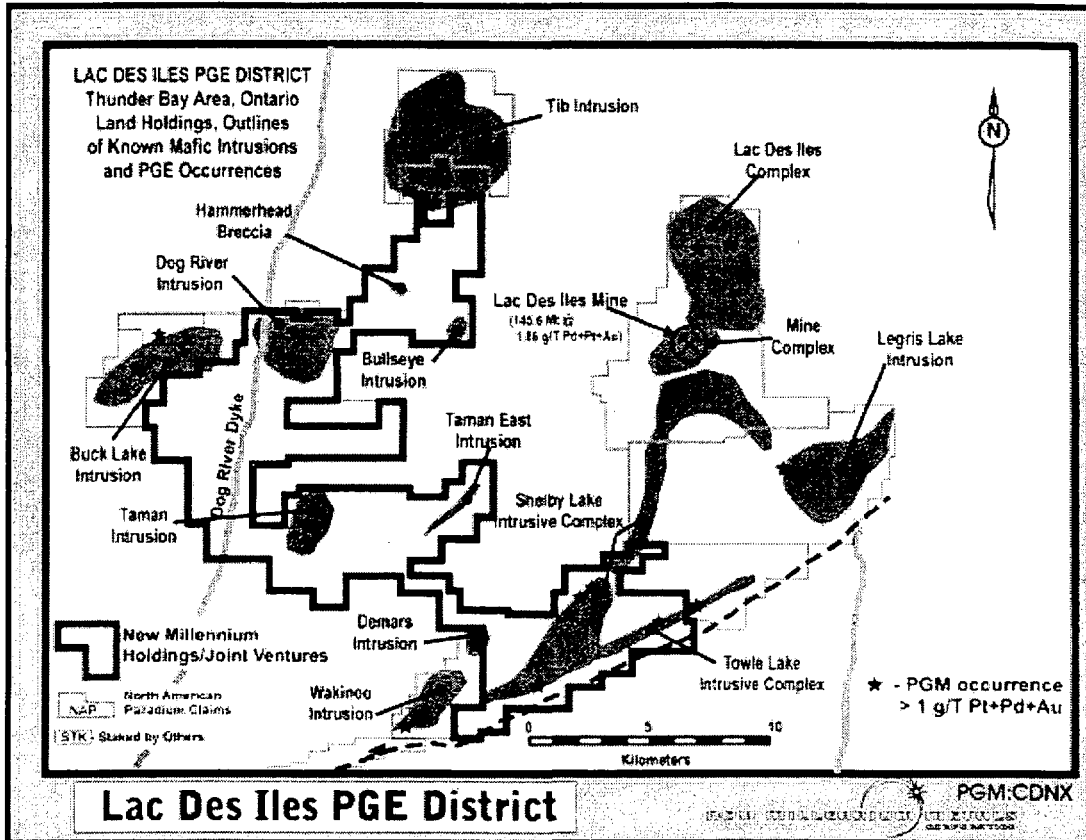 LAC DES ILES PGE DISTRICT
Thunder Bay Area, Ontario
Land Holdings, Outlines
of Known Mafic Intrusions
and PGE Occurrences
Tib Intrusion
N
Lac Des Iles
Complex
Hammerhead
Breccia
Dog River
Intrusion
Lac Des Iles Mine
Mine
Complex
Legris Lake
Intrusion
Bullseye
Intrusion
Buck Lake
Intrusion
Dog River Dyke
Taman East
Intrusion
Taman
Intrusion
Shelby Lake
Intrusive Complex
Demars
Intrusion
New Millennium
Holdings/Joint Ventures
Towle Lake
Intrusive Complex
Wakinoo
Intrusion
NAP
North American
Claims
STK - Staked by Others
0 5 10
Kilometers
★ - PGM occurrence
> 1 g/T Pt+Pd+Au
Lac Des Iles PGE District
PGM:CDNX